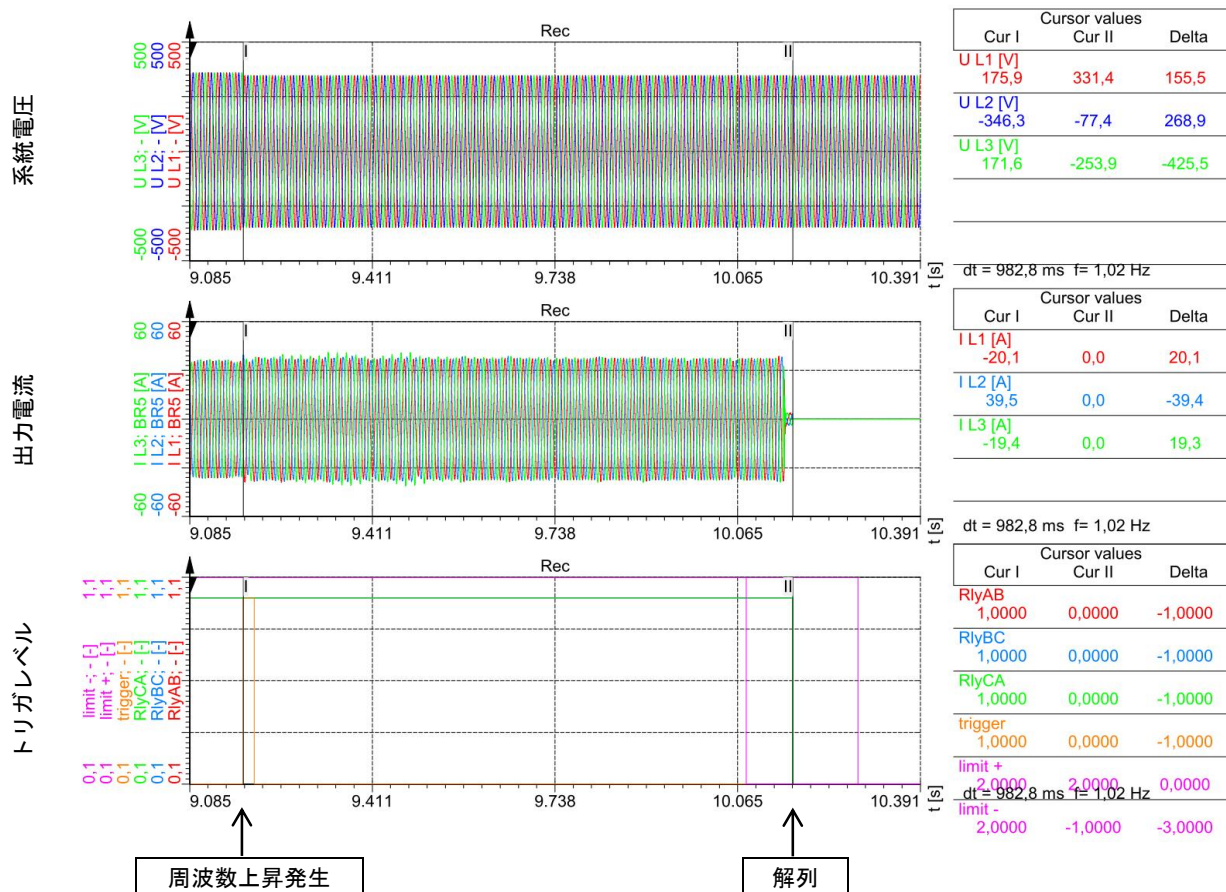 系統電圧
Rec
I
II
500 500 500
U L3; - [V]
U L2; - [V]
U L1; - [V]
-500 -500 -500
9.085 9.411 9.738 10.065 10.391
t [s]
Cursor values
Cur I Cur II Delta
U L1 [V]
175,9 331,4 155,5
U L2 [V]
-346,3 -77,4 268,9
U L3 [V]
171,6 -253,9 -425,5
dt = 982,8 ms f= 1,02 Hz
出力電流
Rec
I
II
60 60 60
I L3; BR5 [A]
I L2; BR5 [A]
I L1; BR5 [A]
-60 -60 -60
9.085 9.411 9.738 10.065 10.391
t [s]
Cursor values
Cur I Cur II Delta
I L1 [A]
-20,1 0,0 20,1
I L2 [A]
39,5 0,0 -39,4
I L3 [A]
-19,4 0,0 19,3
dt = 982,8 ms f= 1,02 Hz
トリガレベル
Rec
I
II
1,1 1,1 1,1 1,1 1,1 1,1
limit -; - [-]
limit +; - [-]
trigger; - [-]
RlyCA; - [-]
RlyBC; - [-]
RlyAB; - [-]
0,1 0,1 0,1 0,1 0,1 0,1
9.085 9.411 9.738 10.065 10.391
t [s]
Cursor values
Cur I Cur II Delta
RlyAB
1,0000 0,0000 -1,0000
RlyBC
1,0000 0,0000 -1,0000
RlyCA
1,0000 0,0000 -1,0000
trigger
1,0000 0,0000 -1,0000
limit +
2,0000 2,0000 0,0000
dt = 982,8 ms f= 1,02 Hz
limit -
2,0000 -1,0000 -3,0000
周波数上昇発生
解列